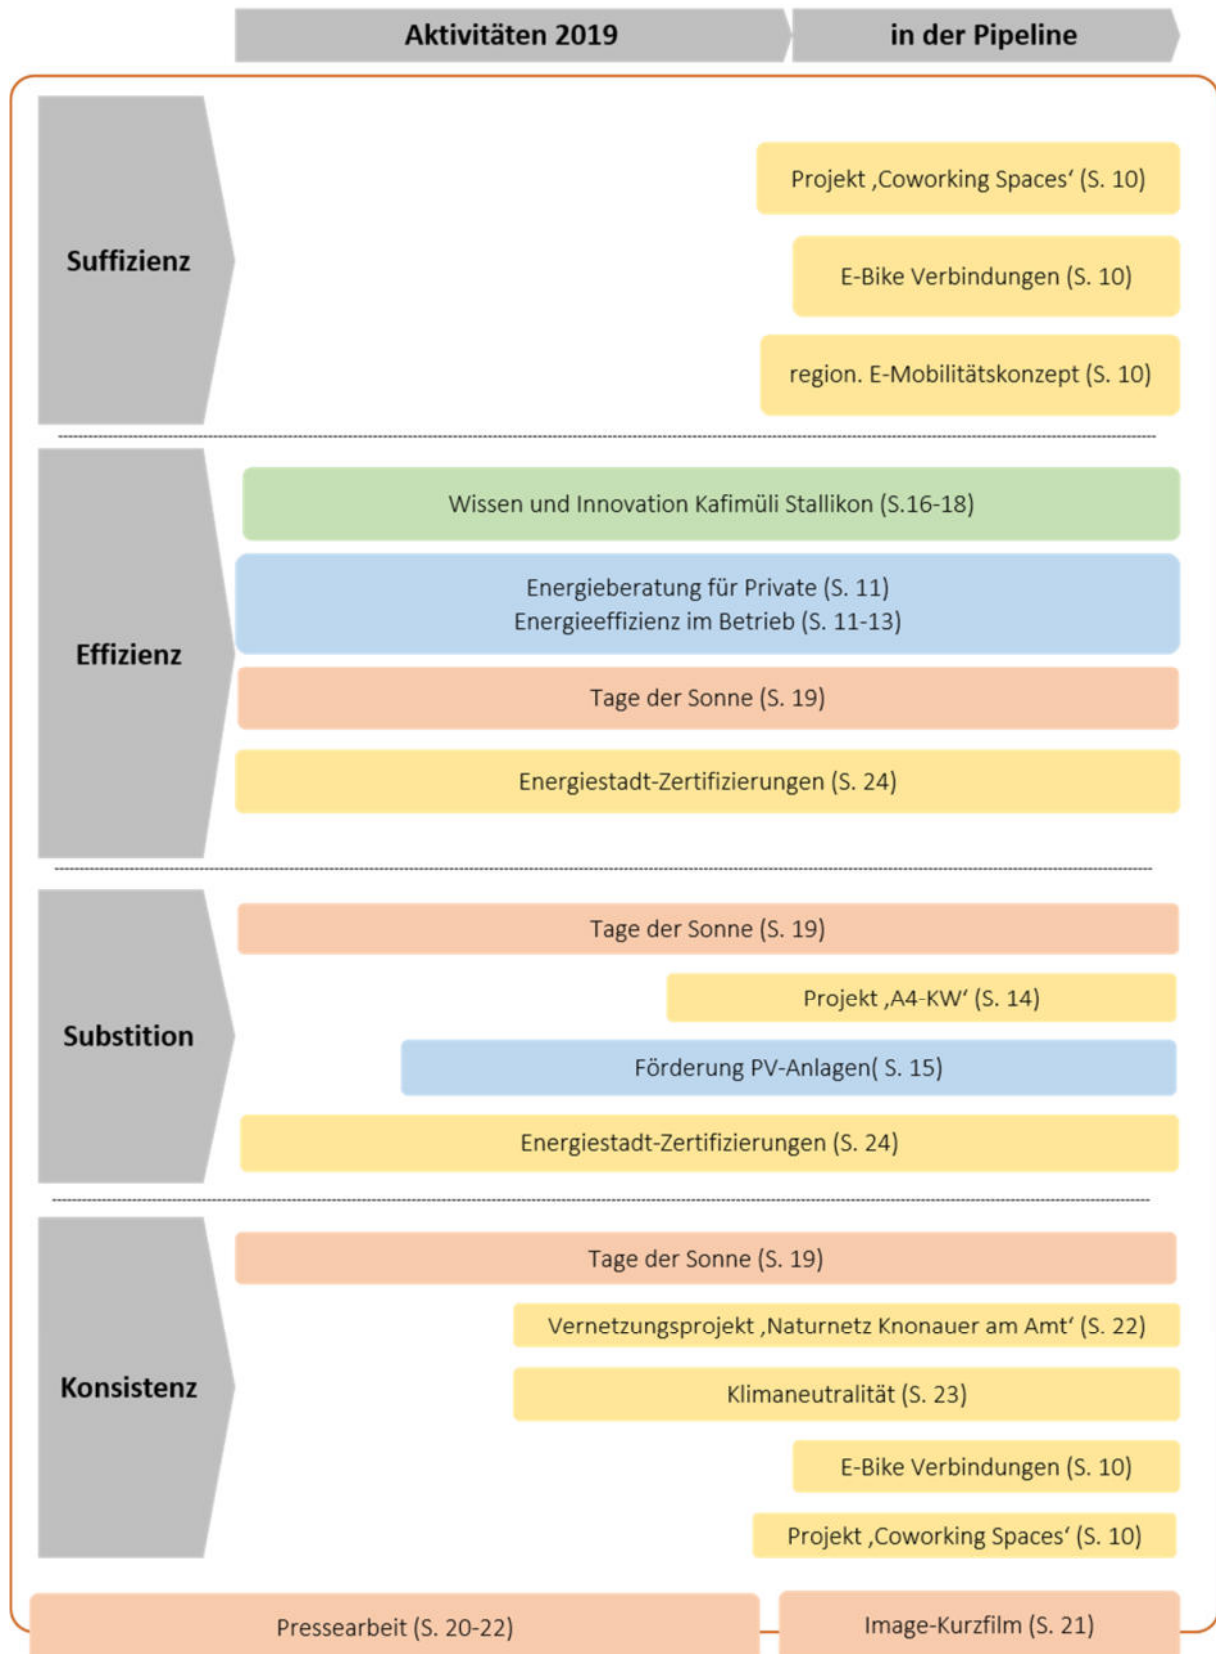 Aktivitäten 2019
in der Pipeline
Suffizienz
Projekt ‚Coworking Spaces‘ (S. 10)
E-Bike Verbindungen (S. 10)
region. E-Mobilitätskonzept (S. 10)
Effizienz
Wissen und Innovation Kafimüli Stallikon (S.16-18)
Energieberatung für Private (S. 11)
Energieeffizienz im Betrieb (S. 11-13)
Tage der Sonne (S. 19)
Energiestadt-Zertifizierungen (S. 24)
Substition
Tage der Sonne (S. 19)
Projekt ‚A4-KW‘ (S. 14)
Förderung PV-Anlagen( S. 15)
Energiestadt-Zertifizierungen (S. 24)
Konsistenz
Tage der Sonne (S. 19)
Vernetzungsprojekt ‚Naturnetz Knonauer am Amt‘ (S. 22)
Klimaneutralität (S. 23)
E-Bike Verbindungen (S. 10)
Projekt ‚Coworking Spaces‘ (S. 10)
Pressearbeit (S. 20-22)
Image-Kurzfilm (S. 21)